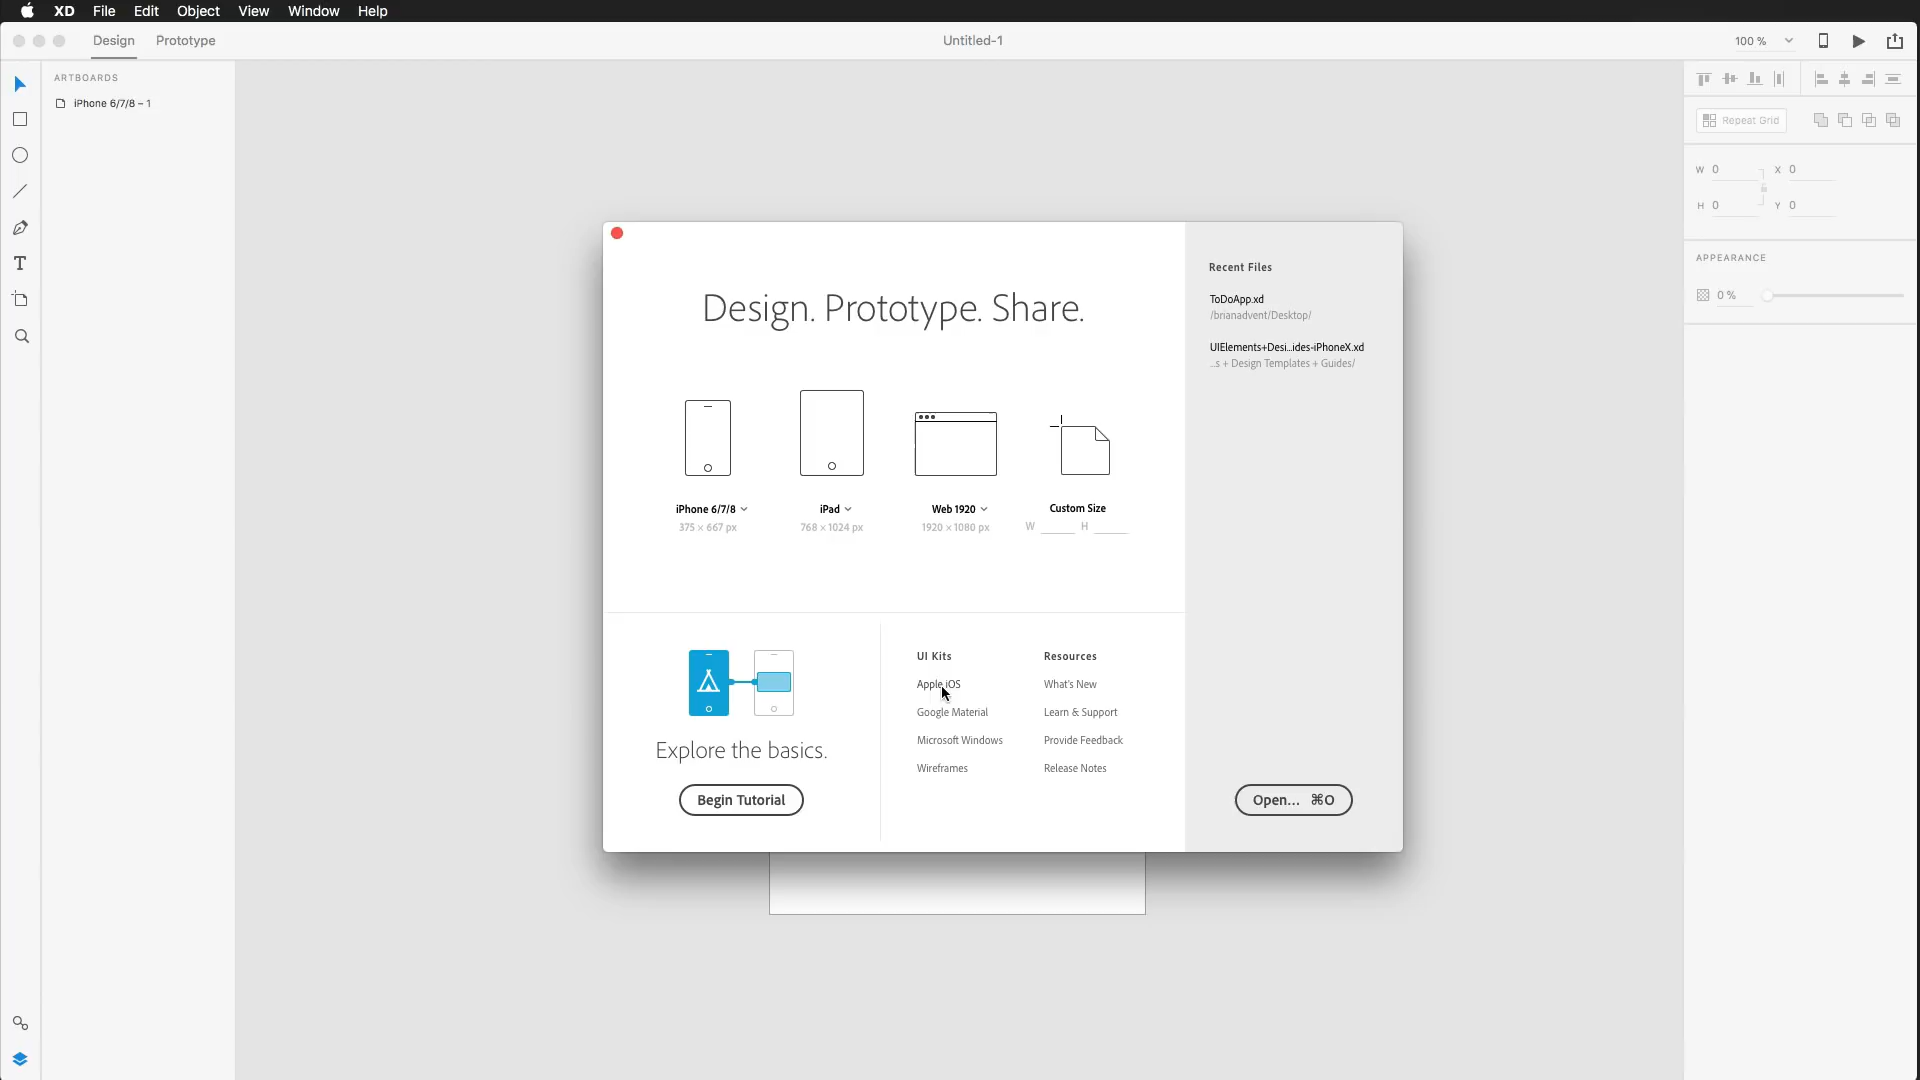 XD File Edit Object View Window Help
Design Prototype
Untitled-1
100 %
ARTBOARDS
iPhone 6/7/8 – 1
Design. Prototype. Share.
iPhone 6/7/8
375 × 667 px
iPad
768 × 1024 px
Web 1920
1920 × 1080 px
Custom Size
W H
Explore the basics.
Begin Tutorial
UI Kits
Apple iOS
Google Material
Microsoft Windows
Wireframes
Resources
What's New
Learn & Support
Provide Feedback
Release Notes
Recent Files
ToDoApp.xd
/brianadvent/Desktop/
UIElements+Desi...ides-iPhoneX.xd
...s + Design Templates + Guides/
Open... ⌘O
Repeat Grid
W 0 X 0
H 0 Y 0
APPEARANCE
0 %